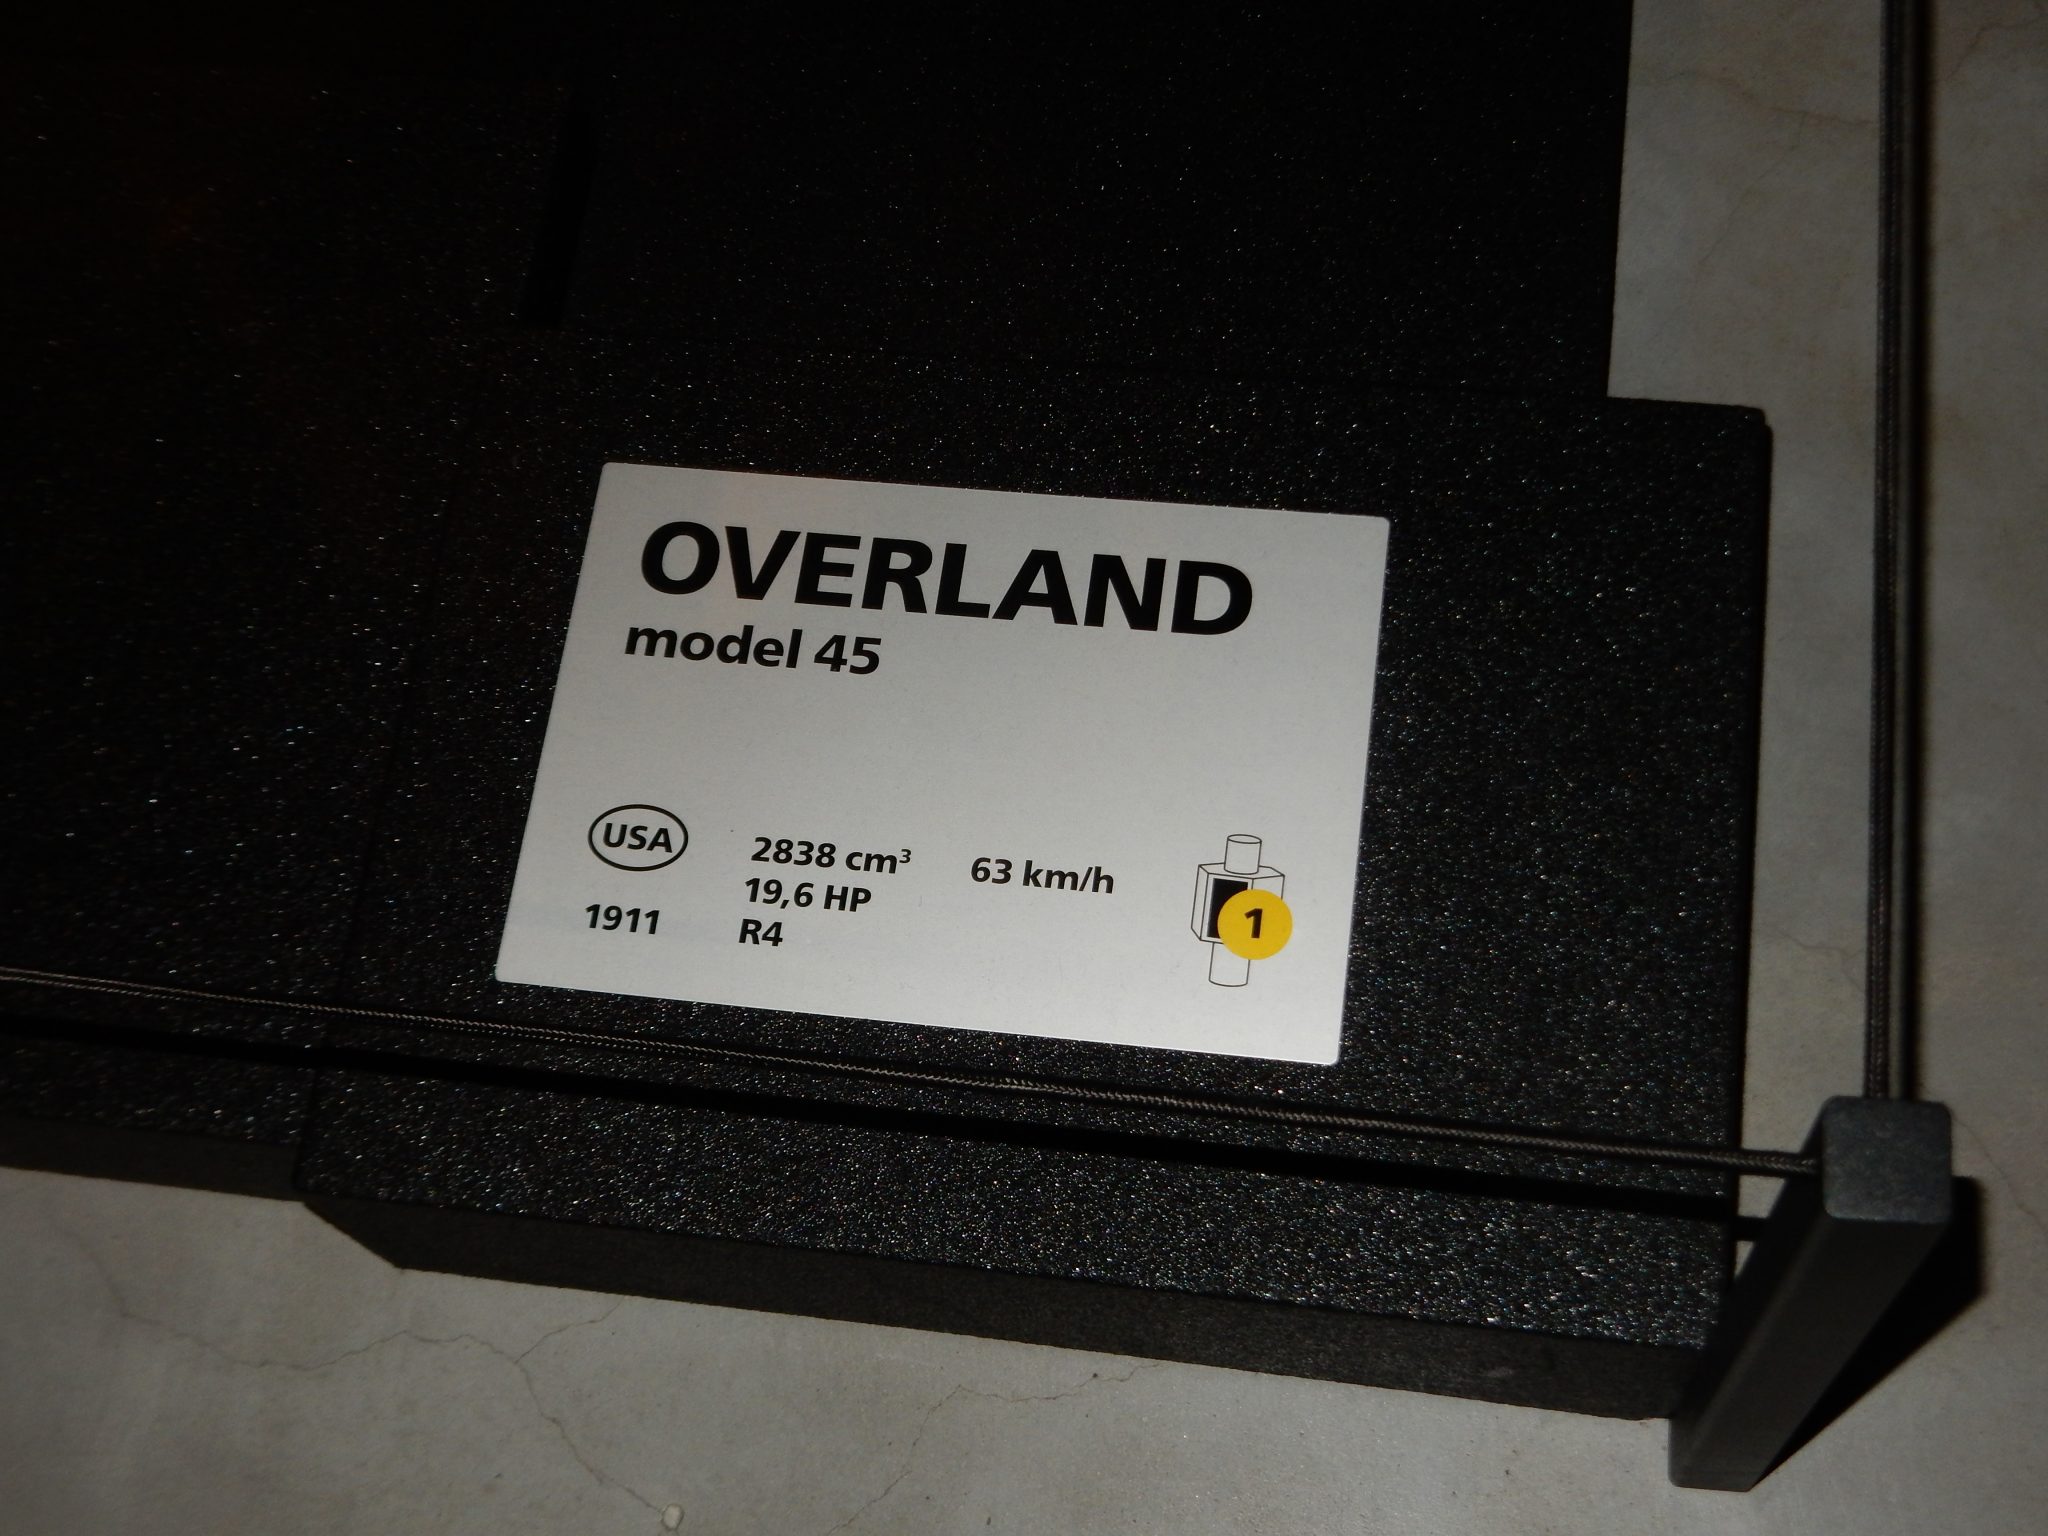 OVERLAND
model 45
USA
1911
2838 cm³
19,6 HP
R4
63 km/h
1